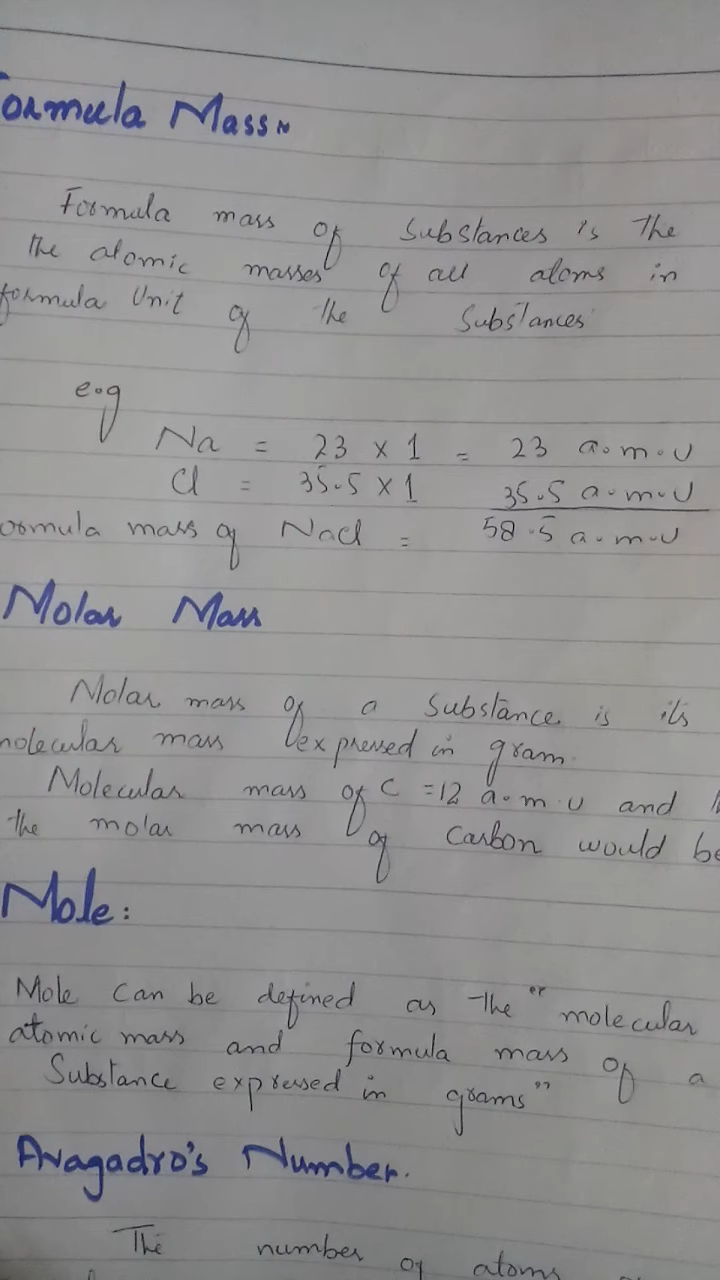 Formula Mass
Formula mass of Substances is the
the atomic masses of all atoms in
formula Unit of the Substances
e.g
Na = 23 x 1 = 23 a.m.u
Cl = 35.5 x 1 35.5 a.m.u
Formula mass of NaCl = 58.5 a.m.u
Molar Mass
Molar mass of a Substance is its
molecular mass expressed in gram.
Molecular mass of C = 12 a.m.u and
the molar mass of Carbon would be
Mole:
Mole Can be defined as the "molecular
atomic mass and formula mass of a
Substance expressed in grams"
Avagadro's Number.
The number of atoms